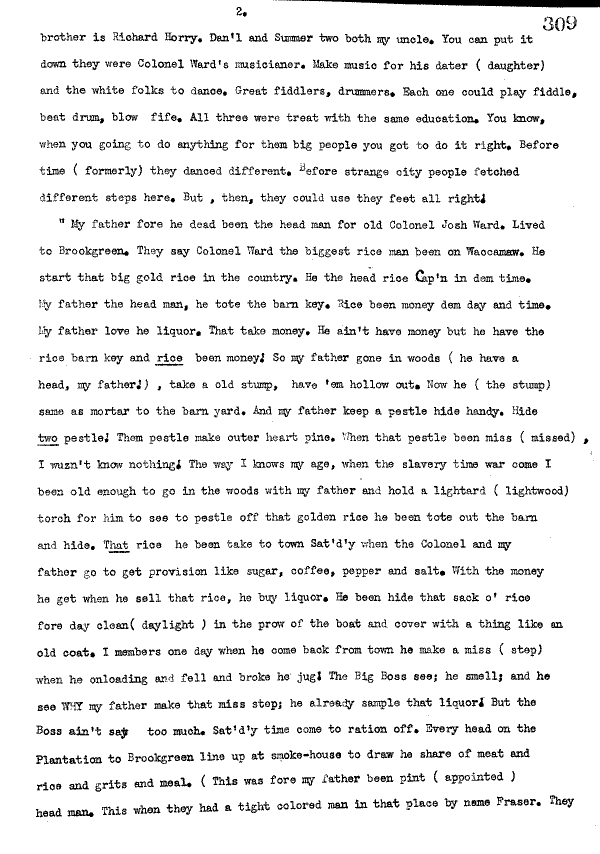 2.
309
brother is Richard Horry. Dan'l and Summer two both my uncle. You can put it
down they were Colonel Ward's musicianer. Make music for his dater ( daughter)
and the white folks to dance. Great fiddlers, drummers. Each one could play fiddle,
beat drum, blow fife. All three were treat with the same education. You know,
when you going to do anything for them big people you got to do it right. Before
time ( formerly) they danced different. Before strange city people fetched
different steps here. But , then, they could use they feet all right!
" My father fore he dead been the head man for old Colonel Josh Ward. Lived
to Brookgreen. They say Colonel Ward the biggest rice man been on Waccamaw. He
start that big gold rice in the country. He the head rice Cap'n in dem time.
My father the head man, he tote the barn key. Rice been money dem day and time.
My father love he liquor. That take money. He ain't have money but he have the
rice barn key and rice been money! So my father gone in woods ( he have a
head, my father!) , take a old stump, have 'em hollow out. Now he ( the stump)
same as mortar to the barn yard. And my father keep a pestle hide handy. Hide
two pestle! Them pestle make outer heart pine. When that pestle been miss ( missed) ,
I wuzn't know nothing! The way I knows my age, when the slavery time war come I
been old enough to go in the woods with my father and hold a lightard ( lightwood)
torch for him to see to pestle off that golden rice he been tote out the barn
and hide. That rice he been take to town Sat'd'y when the Colonel and my
father go to get provision like sugar, coffee, pepper and salt. With the money
he get when he sell that rice, he buy liquor. He been hide that sack o' rice
fore day clean( daylight ) in the prow of the boat and cover with a thing like an
old coat. I members one day when he come back from town he make a miss ( step)
when he onloading and fell and broke he jug! The Big Boss see; he smell; and he
see WHY my father make that miss step; he already sample that liquor! But the
Boss ain't say too much. Sat'd'y time come to ration off. Every head on the
Plantation to Brookgreen line up at smoke-house to draw he share of meat and
rice and grits and meal. ( This was fore my father been pint ( appointed )
head man. This when they had a tight colored man in that place by name Fraser. They